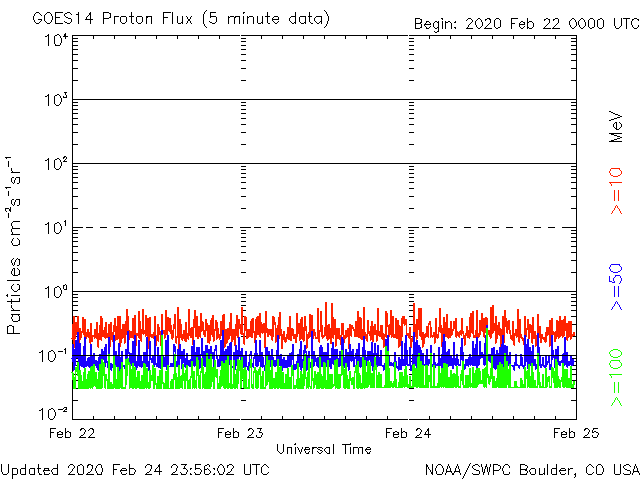 GOES14 Proton Flux (5 minute data)
Begin: 2020 Feb 22 0000 UTC
10⁴
10³
10²
10¹
10⁰
10⁻¹
10⁻²
Particles cm⁻²s⁻¹sr⁻¹
MeV
>=10
>=50
>=100
Feb 22
Feb 23
Feb 24
Feb 25
Universal Time
Updated 2020 Feb 24 23:56:02 UTC
NOAA/SWPC Boulder, CO USA